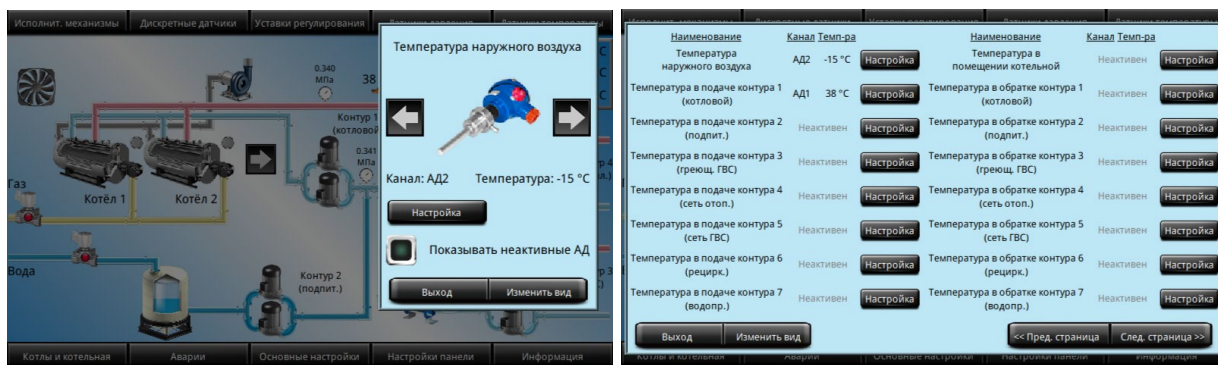 Исполнит. механизмы
Дискретные датчики
Уставки регулирования
Температура наружного воздуха
0.340
МПа
38
Контур 1
(котловой
0.341
МПа
Газ
Котёл 1
Котёл 2
Вода
Контур 2
(подпит.)
Канал: АД2
Температура: -15 °C
Настройка
Показывать неактивные АД
Выход
Изменить вид
Котлы и котельная
Аварии
Основные настройки
Настройки панели
Информация
Наименование Канал Темп-ра Наименование Канал Темп-ра
Температура
наружного воздуха
АД2 -15 °C Настройка
Температура в
помещении котельной
Неактивен Настройка
Температура в подаче контура 1
(котловой)
АД1 38 °C Настройка
Температура в обратке контура 1
(котловой)
Неактивен Настройка
Температура в подаче контура 2
(подпит.)
Неактивен Настройка
Температура в обратке контура 2
(подпит.)
Неактивен Настройка
Температура в подаче контура 3
(греющ. ГВС)
Неактивен Настройка
Температура в обратке контура 3
(греющ. ГВС)
Неактивен Настройка
Температура в подаче контура 4
(сеть отоп.)
Неактивен Настройка
Температура в обратке контура 4
(сеть отоп.)
Неактивен Настройка
Температура в подаче контура 5
(сеть ГВС)
Неактивен Настройка
Температура в обратке контура 5
(сеть ГВС)
Неактивен Настройка
Температура в подаче контура 6
(рецирк.)
Неактивен Настройка
Температура в обратке контура 6
(рецирк.)
Неактивен Настройка
Температура в подаче контура 7
(водопр.)
Неактивен Настройка
Температура в обратке контура 7
(водопр.)
Неактивен Настройка
Выход
Изменить вид
<< Пред. страница
След. страница >>
Котлы и котельная
Аварии
Основные настройки
Настройки панели
Информация